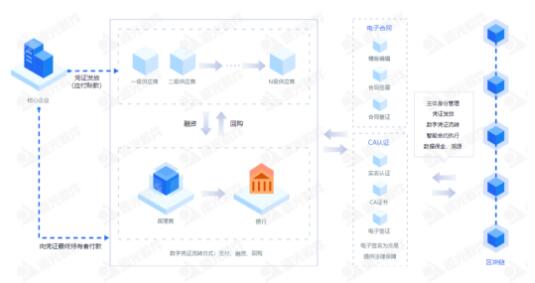 电子合同
模板编辑
合同签署
合同鉴证
凭证发放
(应付账款)
核心企业
一级供应商
二级供应商
N级供应商
融资
回购
主体身份管理
凭证发放
数字凭证流转
智能合约执行
数据保全、溯源
CA认证
实名认证
CA证书
电子签证
电子签名为交易
提供法律保障
保理商
银行
向凭证最终持有者付款
数字凭证流转方式：支付、融资、回购
区块链